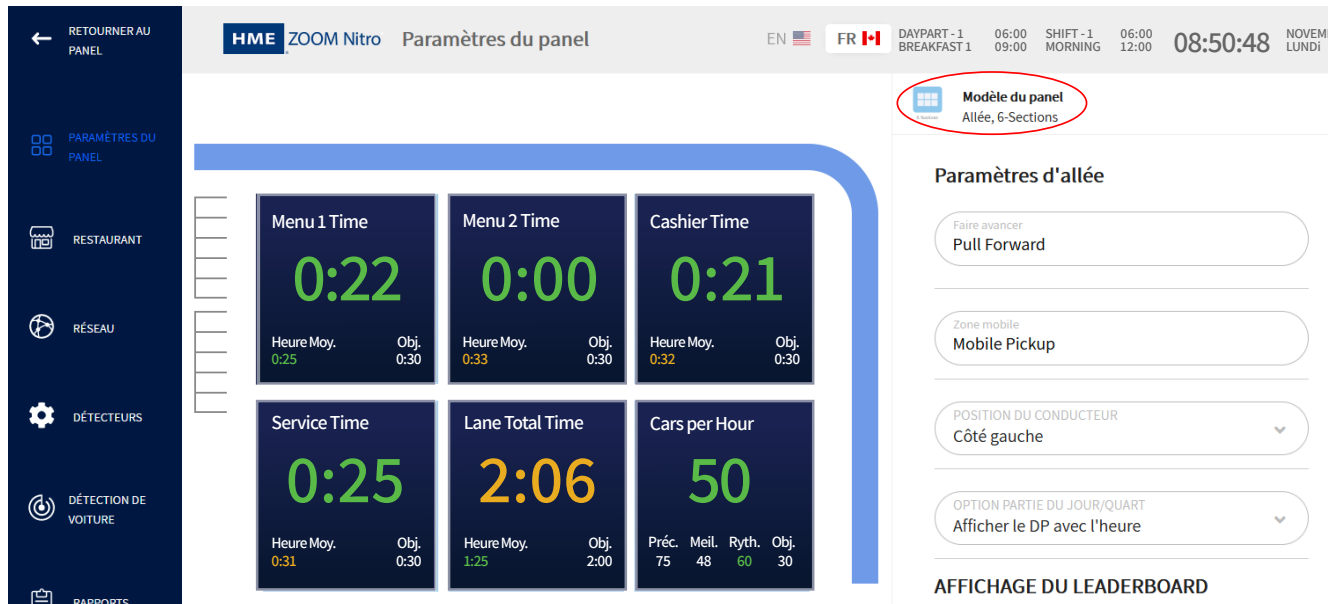 RETOURNER AU
PANEL
HME ZOOM Nitro Paramètres du panel
EN FR
DAYPART - 1 06:00 SHIFT - 1 06:00
BREAKFAST 1 09:00 MORNING 12:00
08:50:48
LUNDi
PARAMÈTRES DU
PANEL
RESTAURANT
RÉSEAU
DÉTECTEURS
DÉTECTION DE
VOITURE
RAPPORTS
Menu 1 Time
0:22
Heure Moy. Obj.
0:25 0:30
Menu 2 Time
0:00
Heure Moy. Obj.
0:33 0:30
Cashier Time
0:21
Heure Moy. Obj.
0:32 0:30
Service Time
0:25
Heure Moy. Obj.
0:31 0:30
Lane Total Time
2:06
Heure Moy. Obj.
1:25 2:00
Cars per Hour
50
Préc. Meil. Ryth. Obj.
75 48 60 30
Modèle du panel
Allée, 6-Sections
Paramètres d'allée
Faire avancer
Pull Forward
Zone mobile
Mobile Pickup
POSITION DU CONDUCTEUR
Côté gauche
OPTION PARTIE DU JOUR/QUART
Afficher le DP avec l'heure
AFFICHAGE DU LEADERBOARD